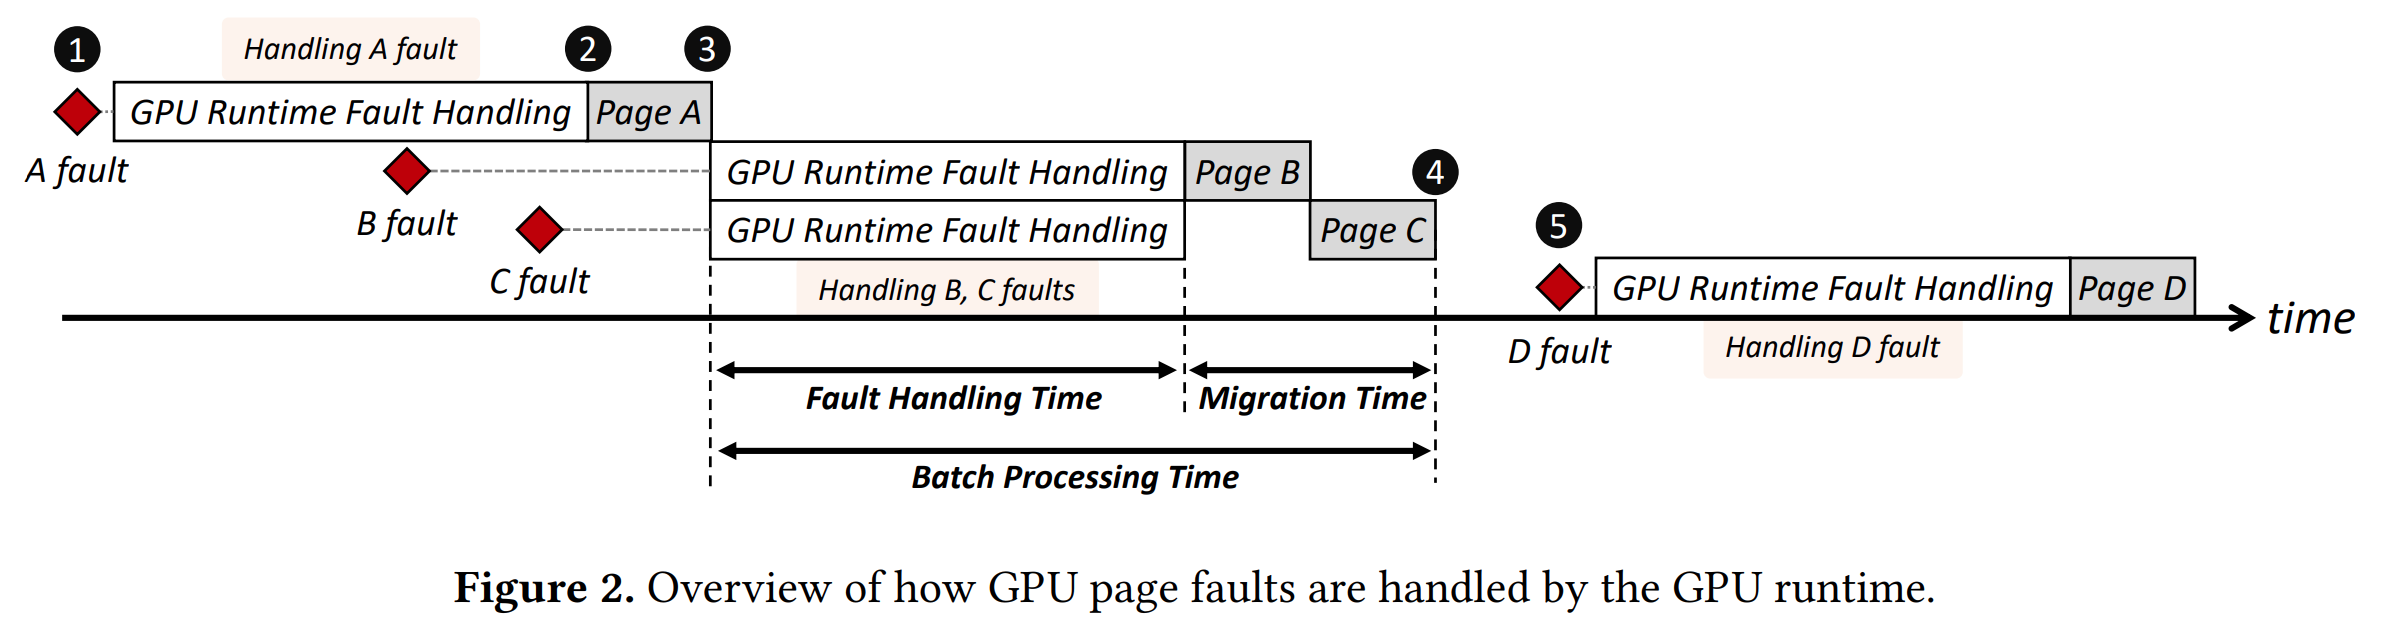 1
Handling A fault
2
3
GPU Runtime Fault Handling
Page A
A fault
GPU Runtime Fault Handling
Page B
4
B fault
GPU Runtime Fault Handling
Page C
5
C fault
Handling B, C faults
GPU Runtime Fault Handling
Page D
time
D fault
Handling D fault
Fault Handling Time
Migration Time
Batch Processing Time
Figure 2. Overview of how GPU page faults are handled by the GPU runtime.